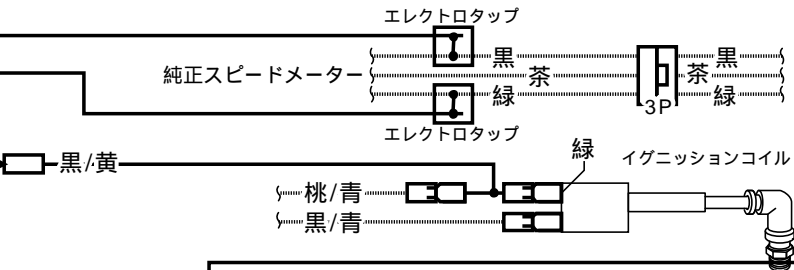 エレクトロタップ
黒 黒
純正スピードメーター 茶 茶
緑 緑
3P
エレクトロタップ
黒/黄
緑
イグニッションコイル
桃/青
黒/青